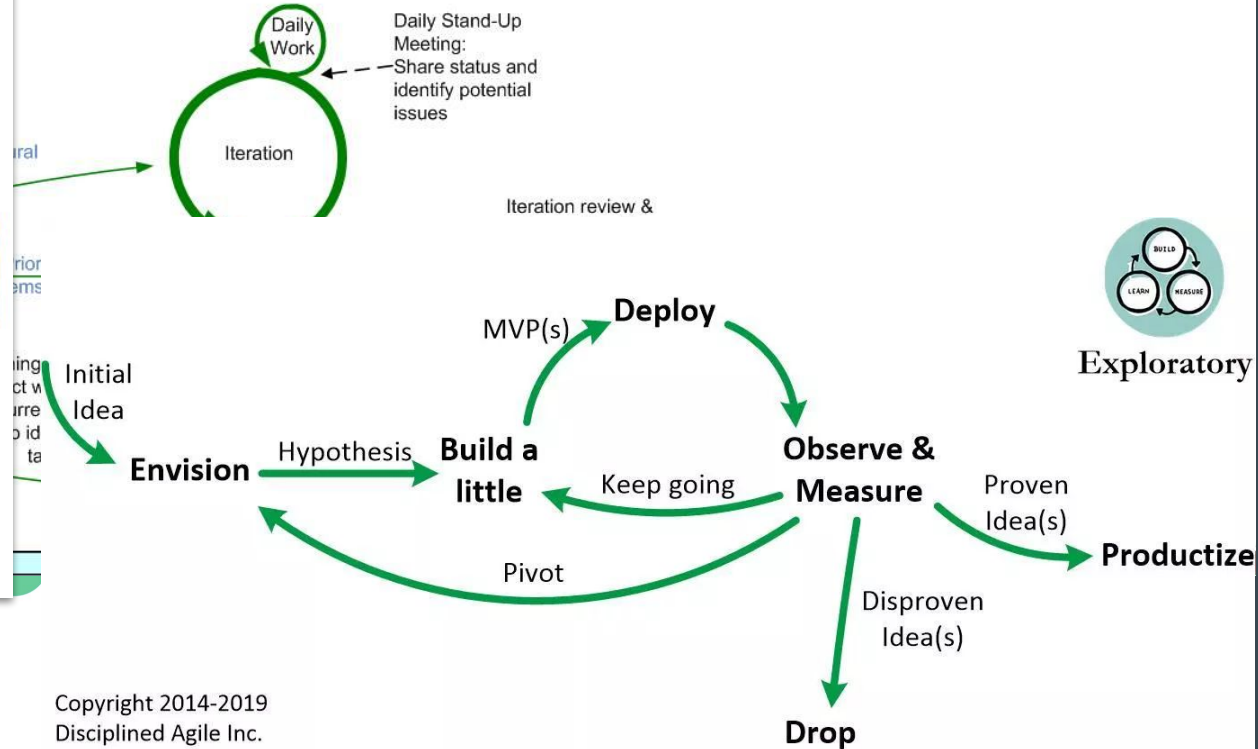 Daily
Work
Daily Stand-Up
Meeting:
Share status and
identify potential
issues
Iteration
Iteration review &
BUILD
LEARN
MEASURE
Exploratory
Deploy
MVP(s)
Initial
Idea
Envision
Hypothesis
Build a
little
Observe &
Measure
Keep going
Proven
Idea(s)
Productize
Pivot
Disproven
Idea(s)
Drop
Copyright 2014-2019
Disciplined Agile Inc.